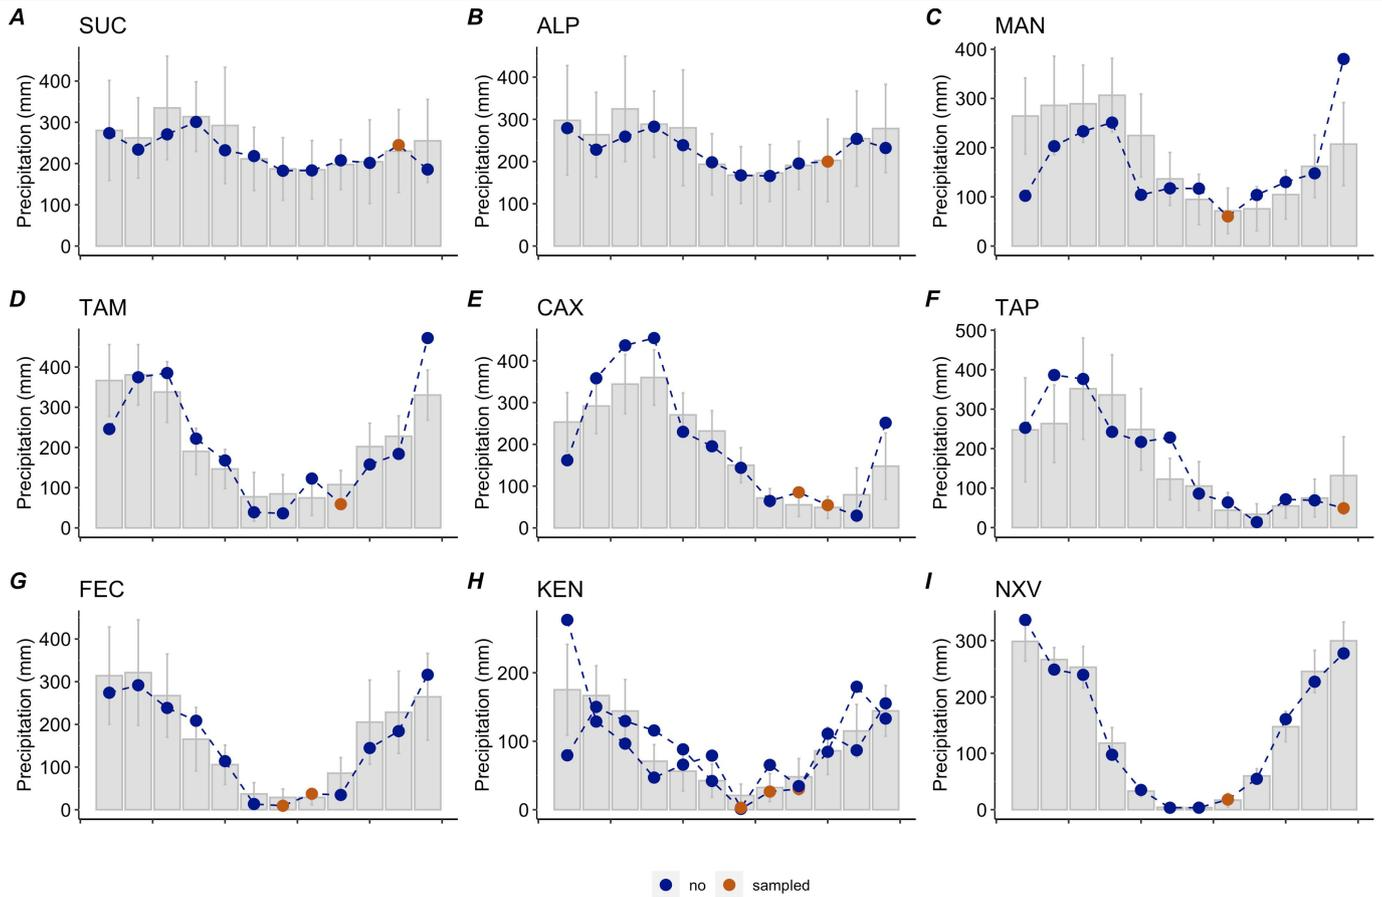 A SUC
Precipitation (mm)
400
300
200
100
0
B ALP
Precipitation (mm)
400
300
200
100
0
C MAN
Precipitation (mm)
400
300
200
100
0
D TAM
Precipitation (mm)
400
300
200
100
0
E CAX
Precipitation (mm)
400
300
200
100
0
F TAP
Precipitation (mm)
500
400
300
200
100
0
G FEC
Precipitation (mm)
400
300
200
100
0
H KEN
Precipitation (mm)
200
100
0
I NXV
Precipitation (mm)
300
200
100
0
no sampled